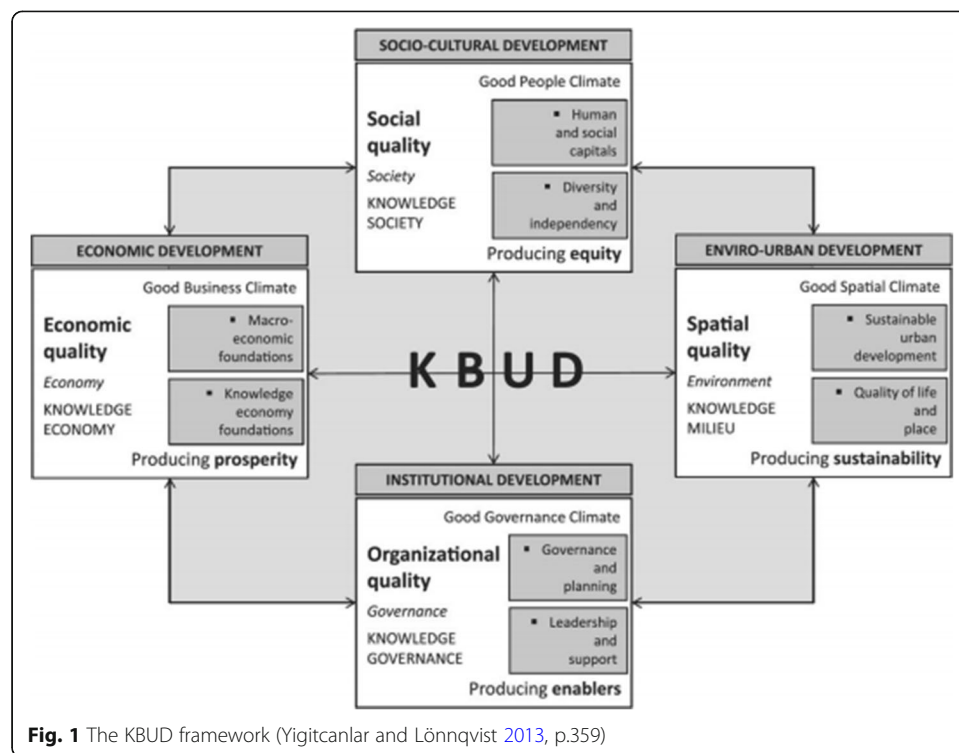 SOCIO-CULTURAL DEVELOPMENT
Good People Climate
Social
quality
Society
KNOWLEDGE
SOCIETY
▪ Human
and social
capitals
▪ Diversity
and
independency
Producing equity
ECONOMIC DEVELOPMENT
Good Business Climate
Economic
quality
Economy
KNOWLEDGE
ECONOMY
▪ Macro-
economic
foundations
▪ Knowledge
economy
foundations
Producing prosperity
KBUD
ENVIRO-URBAN DEVELOPMENT
Good Spatial Climate
Spatial
quality
Environment
KNOWLEDGE
MILIEU
▪ Sustainable
urban
development
▪ Quality of life
and
place
Producing sustainability
INSTITUTIONAL DEVELOPMENT
Good Governance Climate
Organizational
quality
Governance
KNOWLEDGE
GOVERNANCE
▪ Governance
and
planning
▪ Leadership
and
support
Producing enablers
Fig. 1 The KBUD framework (Yigitcanlar and Lönnqvist 2013, p.359)